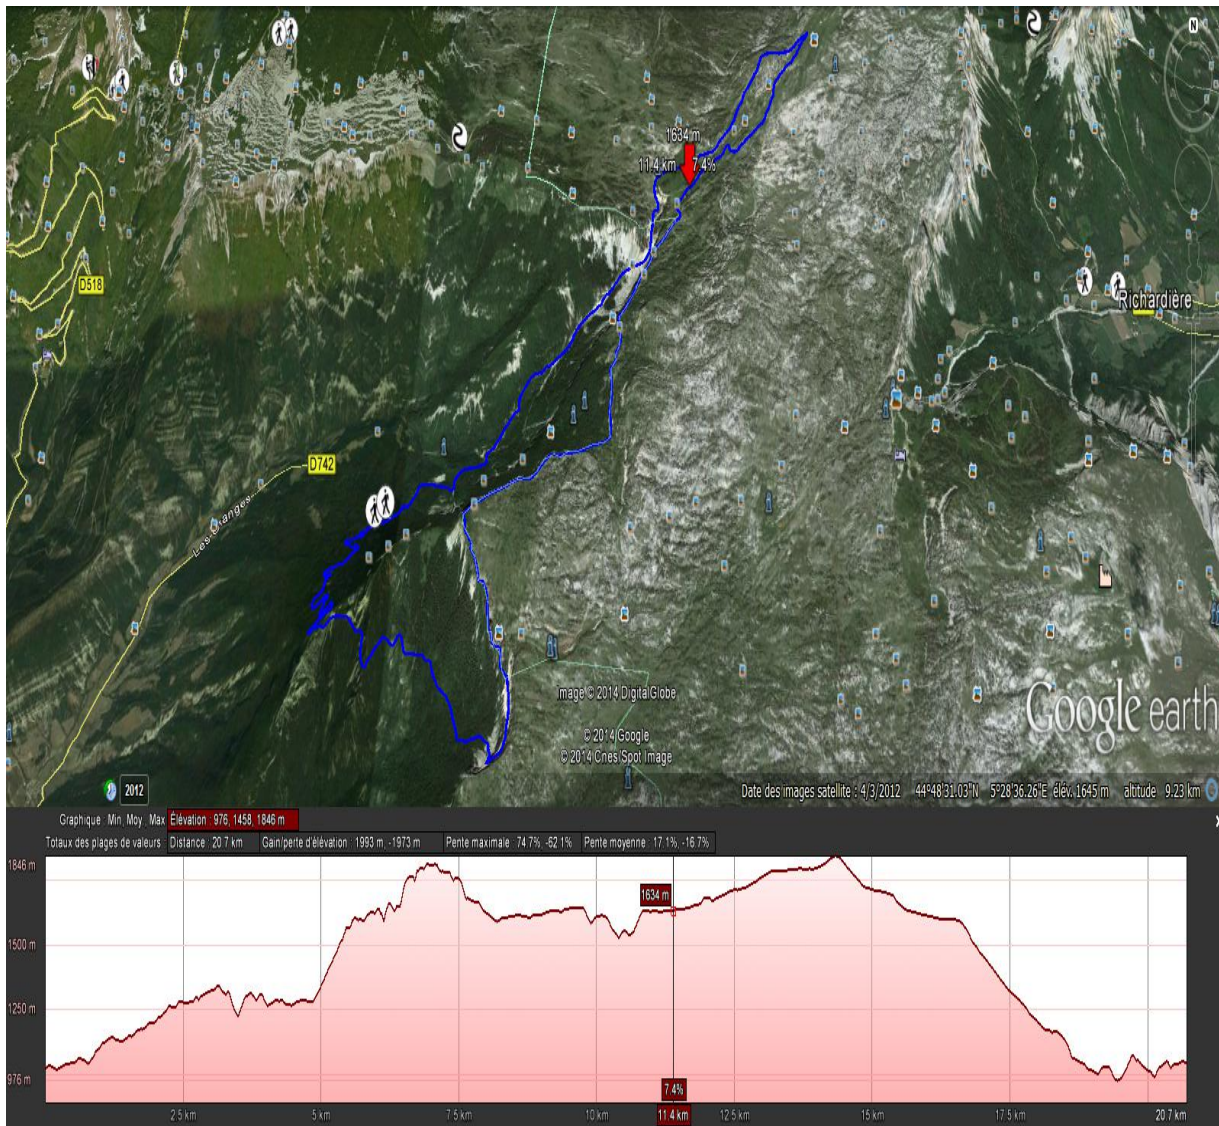 N
1634 m
11.4 km 7.4%
D518
Richardière
D742
Les Granges
Image © 2014 DigitalGlobe
Google earth
© 2014 Google
© 2014 Cnes/Spot Image
2012
Date des images satellite : 4/3/2012 44°48'31.03"N 5°28'36.26"E élév. 1645 m altitude 9.23 km
Graphique : Min, Moy, Max Élévation : 976, 1458, 1846 m
Totaux des plages de valeurs : Distance : 20.7 km Gain/perte d'élévation : 1993 m, -1973 m Pente maximale : 74.7%, -62.1% Pente moyenne : 17.1%, -16.7%
1846 m
1634 m
1500 m
1250 m
976 m
7.4%
2.5 km 5 km 7.5 km 10 km 11.4 km 12.5 km 15 km 17.5 km 20.7 km